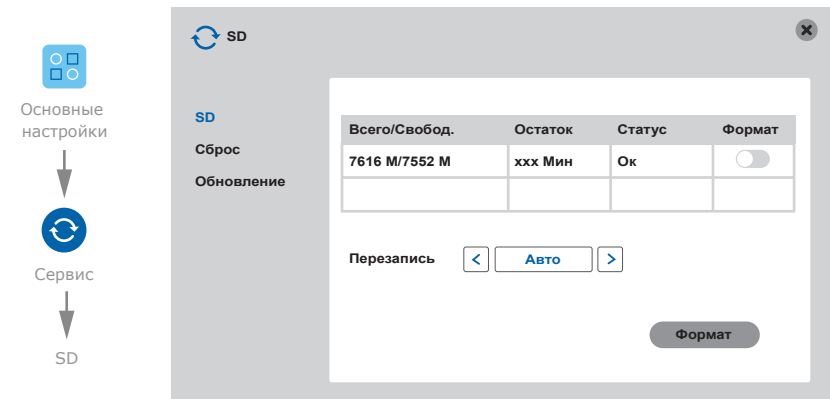 Основные
настройки
Сервис
SD
SD
SD
Сброс
Обновление
Всего/Свобод. Остаток Статус Формат
7616 M/7552 M xxx Мин Ок
Перезапись < Авто >
Формат